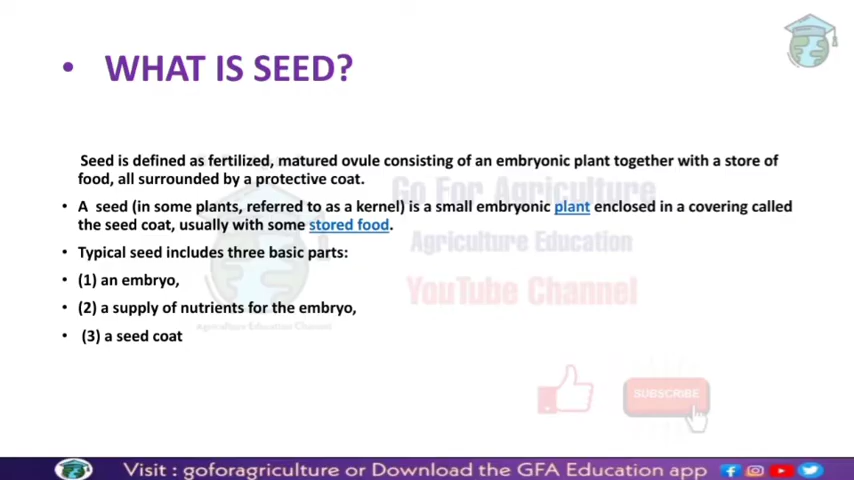 • WHAT IS SEED?
Seed is defined as fertilized, matured ovule consisting of an embryonic plant together with a store of
food, all surrounded by a protective coat.
• A seed (in some plants, referred to as a kernel) is a small embryonic plant enclosed in a covering called
the seed coat, usually with some stored food.
• Typical seed includes three basic parts:
• (1) an embryo,
• (2) a supply of nutrients for the embryo,
• (3) a seed coat
Go For Agriculture
Agriculture Education
YouTube Channel
Agriculture Education Channel
SUBSCRIBE
Visit : goforagriculture or Download the GFA Education app